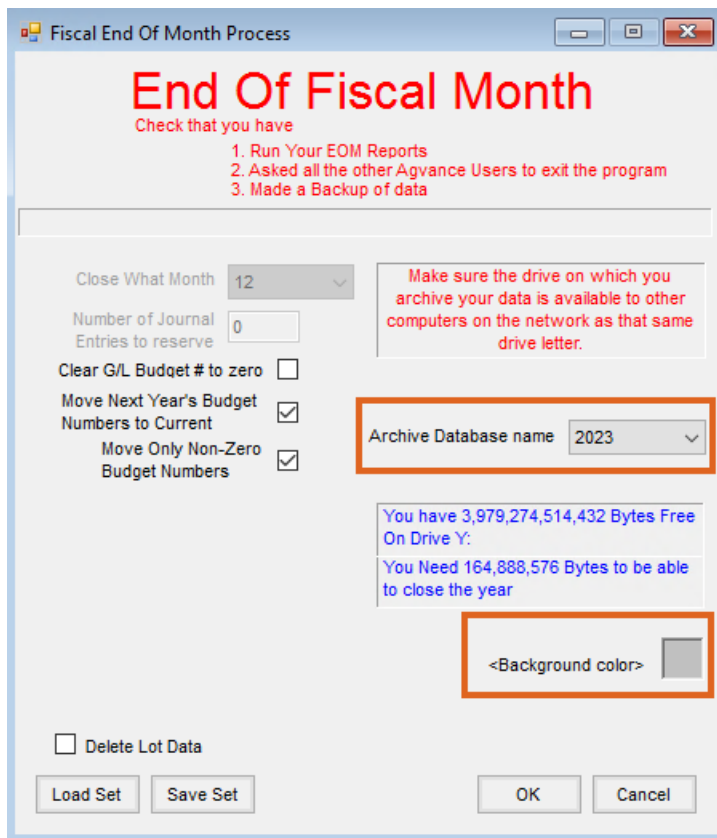 Fiscal End Of Month Process
End Of Fiscal Month
Check that you have
1. Run Your EOM Reports
2. Asked all the other Agvance Users to exit the program
3. Made a Backup of data
Close What Month 12
Number of Journal
Entries to reserve 0
Clear G/L Budget # to zero
Move Next Year's Budget
Numbers to Current
Move Only Non-Zero
Budget Numbers
Make sure the drive on which you
archive your data is available to other
computers on the network as that same
drive letter.
Archive Database name 2023
You have 3,979,274,514,432 Bytes Free
On Drive Y:
You Need 164,888,576 Bytes to be able
to close the year
<Background color>
Delete Lot Data
Load Set Save Set OK Cancel